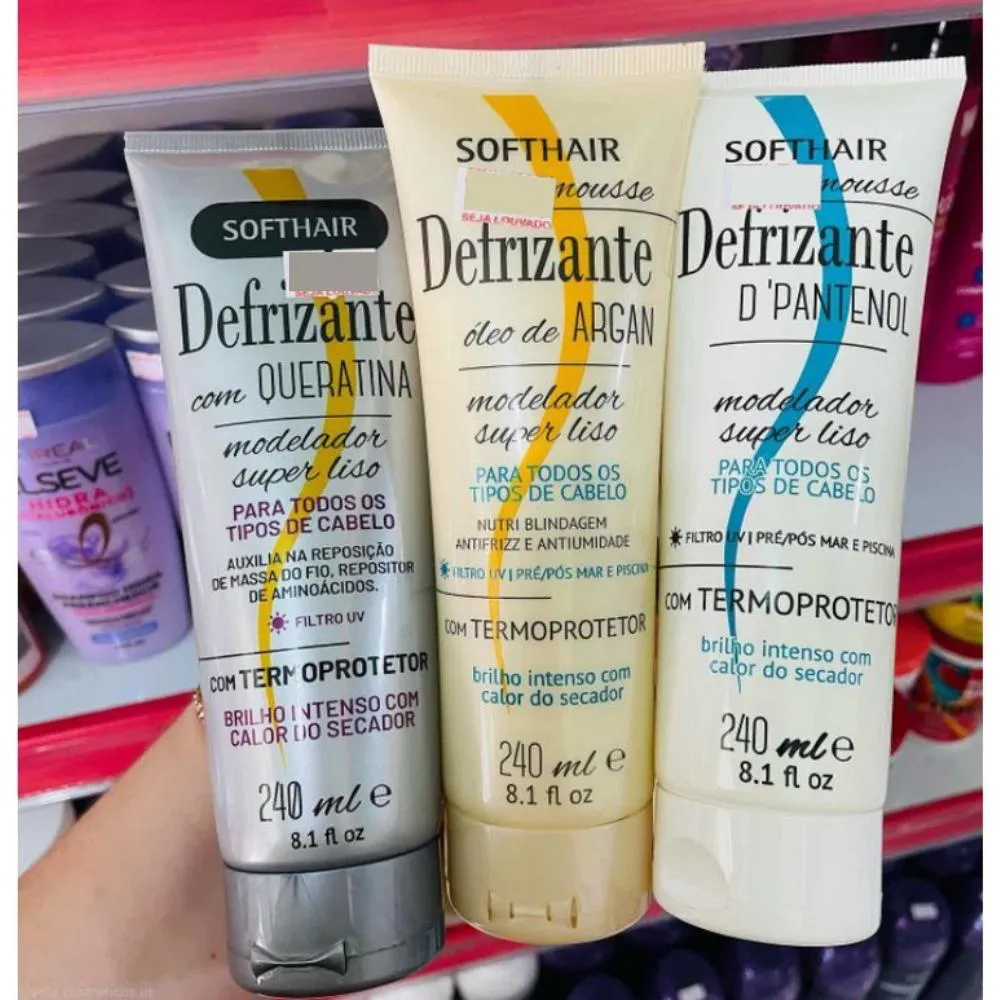 SOFTHAIR
SEJA LOUVADO
Defrizante
com QUERATINA
modelador
super liso
PARA TODOS OS
TIPOS DE CABELO
AUXILIA NA REPOSIÇÃO
DE MASSA DO FIO, REPOSITOR
DE AMINOÁCIDOS.
FILTRO UV
COM TERMOPROTETOR
BRILHO INTENSO COM
CALOR DO SECADOR
240 ml e
8.1 fl oz
SOFTHAIR
mousse
SEJA LOUVADO
Defrizante
óleo de ARGAN
modelador
super liso
PARA TODOS OS
TIPOS DE CABELO
NUTRI BLINDAGEM
ANTIFRIZZ E ANTIUMIDADE
FILTRO UV | PRÉ/PÓS MAR E PISCINA
COM TERMOPROTETOR
brilho intenso com
calor do secador
240 ml e
8.1 fl oz
SOFTHAIR
mousse
Defrizante
D'PANTENOL
modelador
super liso
PARA TODOS OS
TIPOS DE CABELO
FILTRO UV | PRÉ/PÓS MAR E PISCINA
COM TERMOPROTETOR
brilho intenso com
calor do secador
240 ml e
8.1 fl oz
ELSEVE
HIDRA